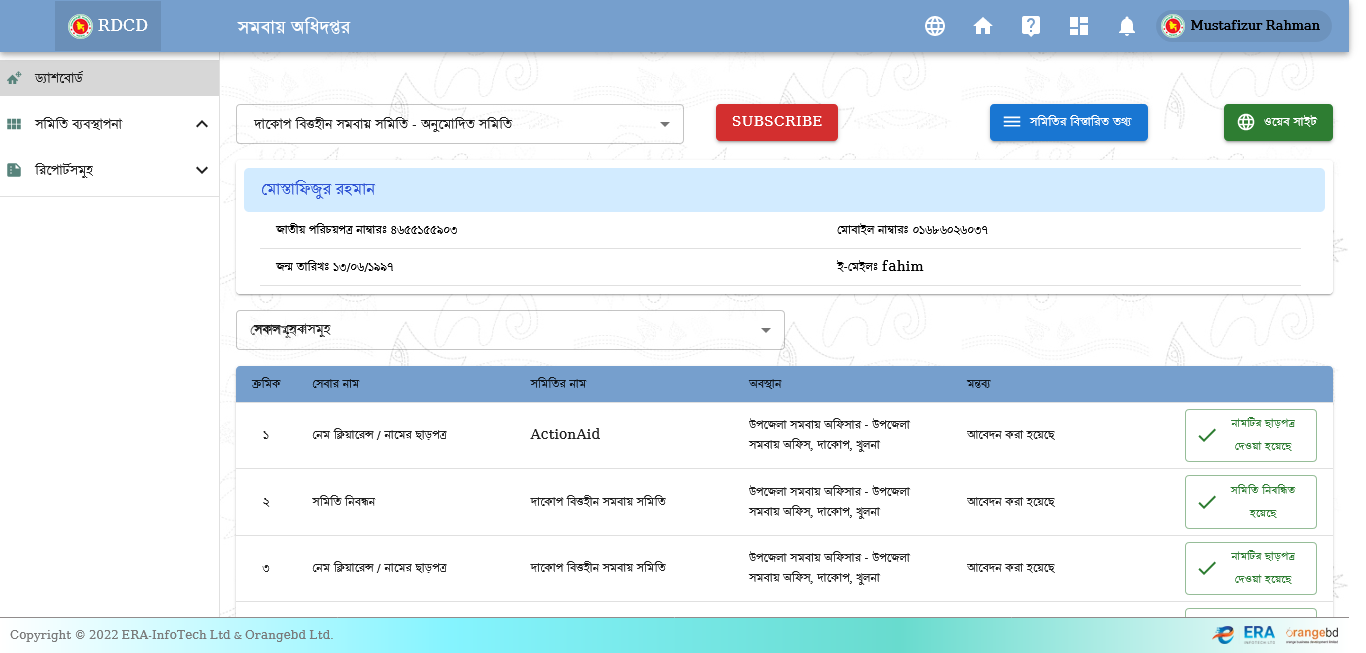 RDCD
সমবায় অধিদপ্তর
Mustafizur Rahman
ড্যাশবোর্ড
সমিতি ব্যবস্থাপনা
রিপোর্টসমূহ
দাকোপ বিত্তহীন সমবায় সমিতি - অনুমোদিত সমিতি
SUBSCRIBE
সমিতির বিস্তারিত তথ্য
ওয়েব সাইট
মোস্তাফিজুর রহমান
জাতীয় পরিচয়পত্র নাম্বারঃ ৪৬৫৫১৫৫৯০৩
মোবাইল নাম্বারঃ ০১৬৮৬০২৬০৩৭
জন্ম তারিখঃ ১৩/০৬/১৯৯৭
ই-মেইলঃ fahim
ক্রমিক
সেবার নাম
সমিতির নাম
অবস্থান
মন্তব্য
১
নেম ক্লিয়ারেন্স / নামের ছাড়পত্র
ActionAid
উপজেলা সমবায় অফিসার - উপজেলা
সমবায় অফিস, দাকোপ, খুলনা
আবেদন করা হয়েছে
নামটির ছাড়পত্র
দেওয়া হয়েছে
২
সমিতি নিবন্ধন
দাকোপ বিত্তহীন সমবায় সমিতি
উপজেলা সমবায় অফিসার - উপজেলা
সমবায় অফিস, দাকোপ, খুলনা
আবেদন করা হয়েছে
সমিতি নিবন্ধিত
হয়েছে
৩
নেম ক্লিয়ারেন্স / নামের ছাড়পত্র
দাকোপ বিত্তহীন সমবায় সমিতি
উপজেলা সমবায় অফিসার - উপজেলা
সমবায় অফিস, দাকোপ, খুলনা
আবেদন করা হয়েছে
নামটির ছাড়পত্র
দেওয়া হয়েছে
Copyright © 2022 ERA-InfoTech Ltd & Orangebd Ltd.
ERA
orangebd